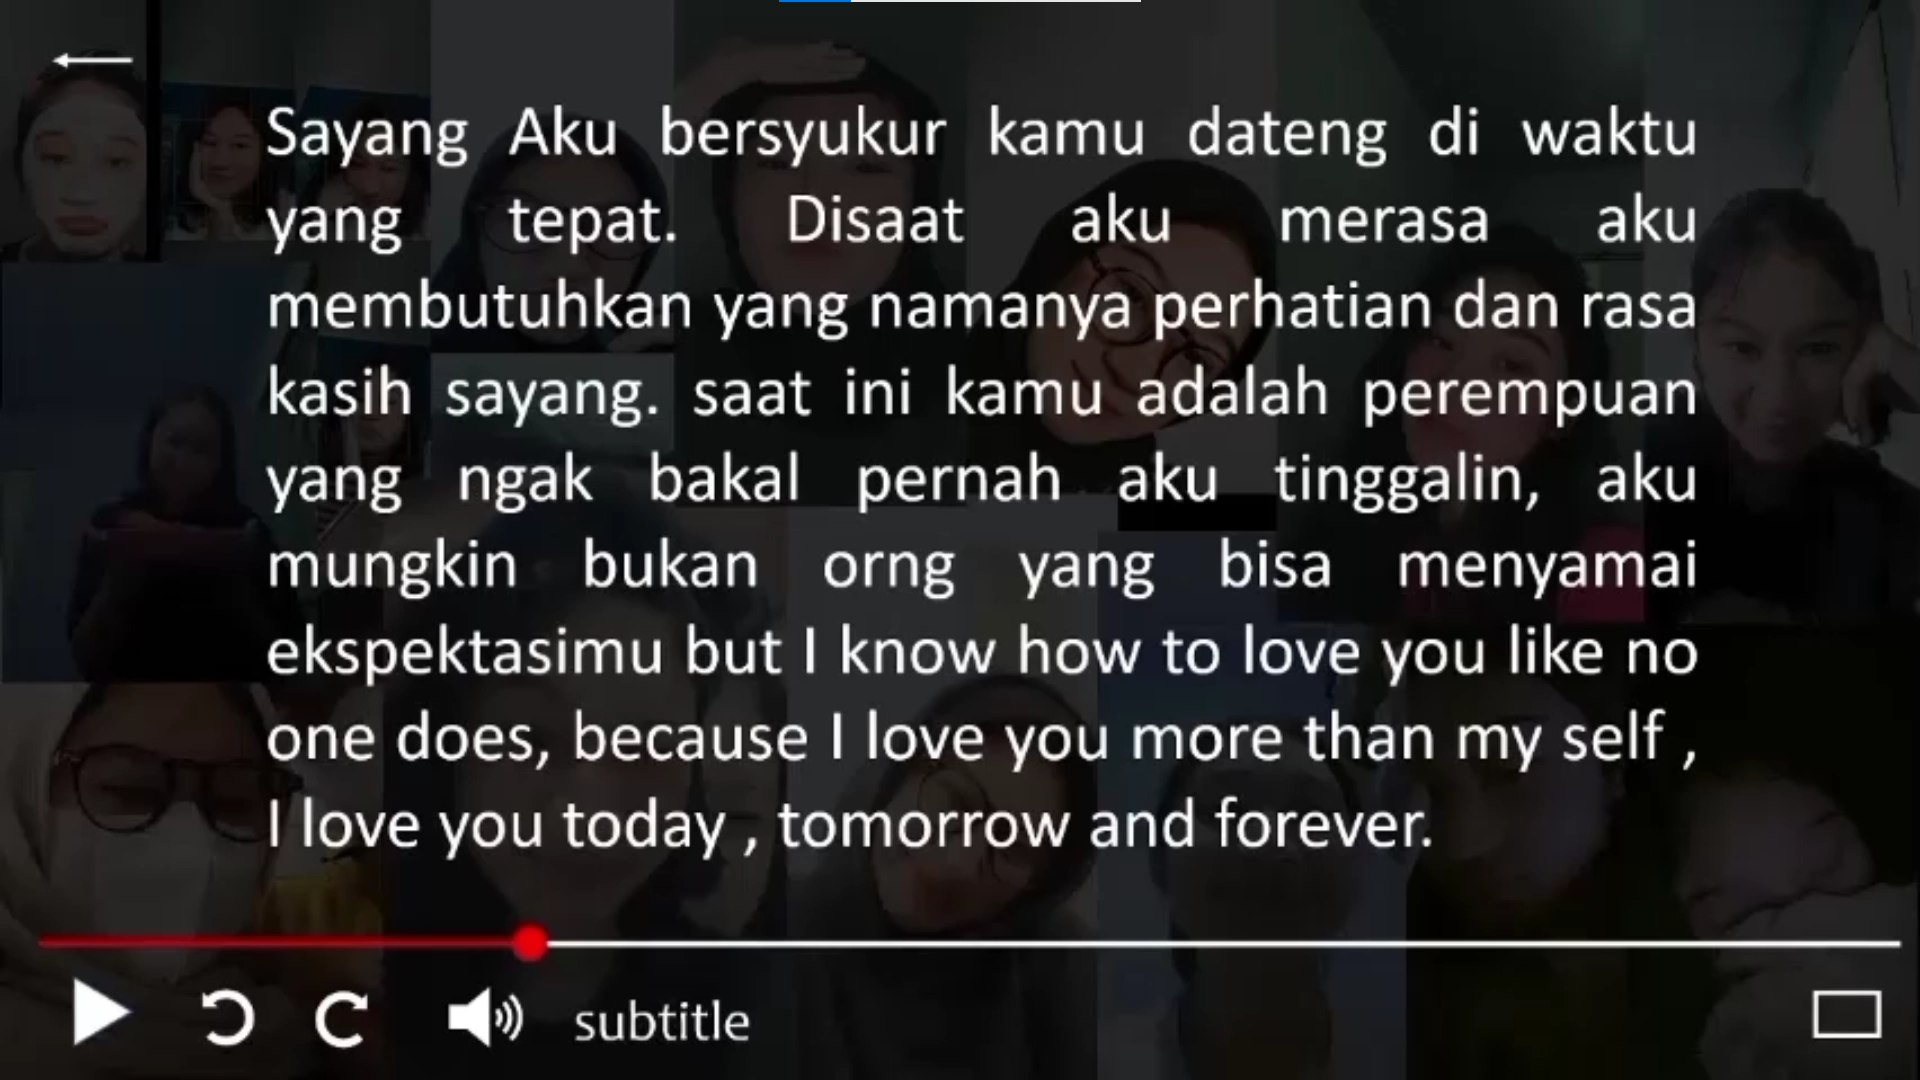 Sayang Aku bersyukur kamu dateng di waktu
yang tepat. Disaat aku merasa aku
membutuhkan yang namanya perhatian dan rasa
kasih sayang. saat ini kamu adalah perempuan
yang ngak bakal pernah aku tinggalin, aku
mungkin bukan orng yang bisa menyamai
ekspektasimu but I know how to love you like no
one does, because I love you more than my self ,
I love you today , tomorrow and forever.
subtitle